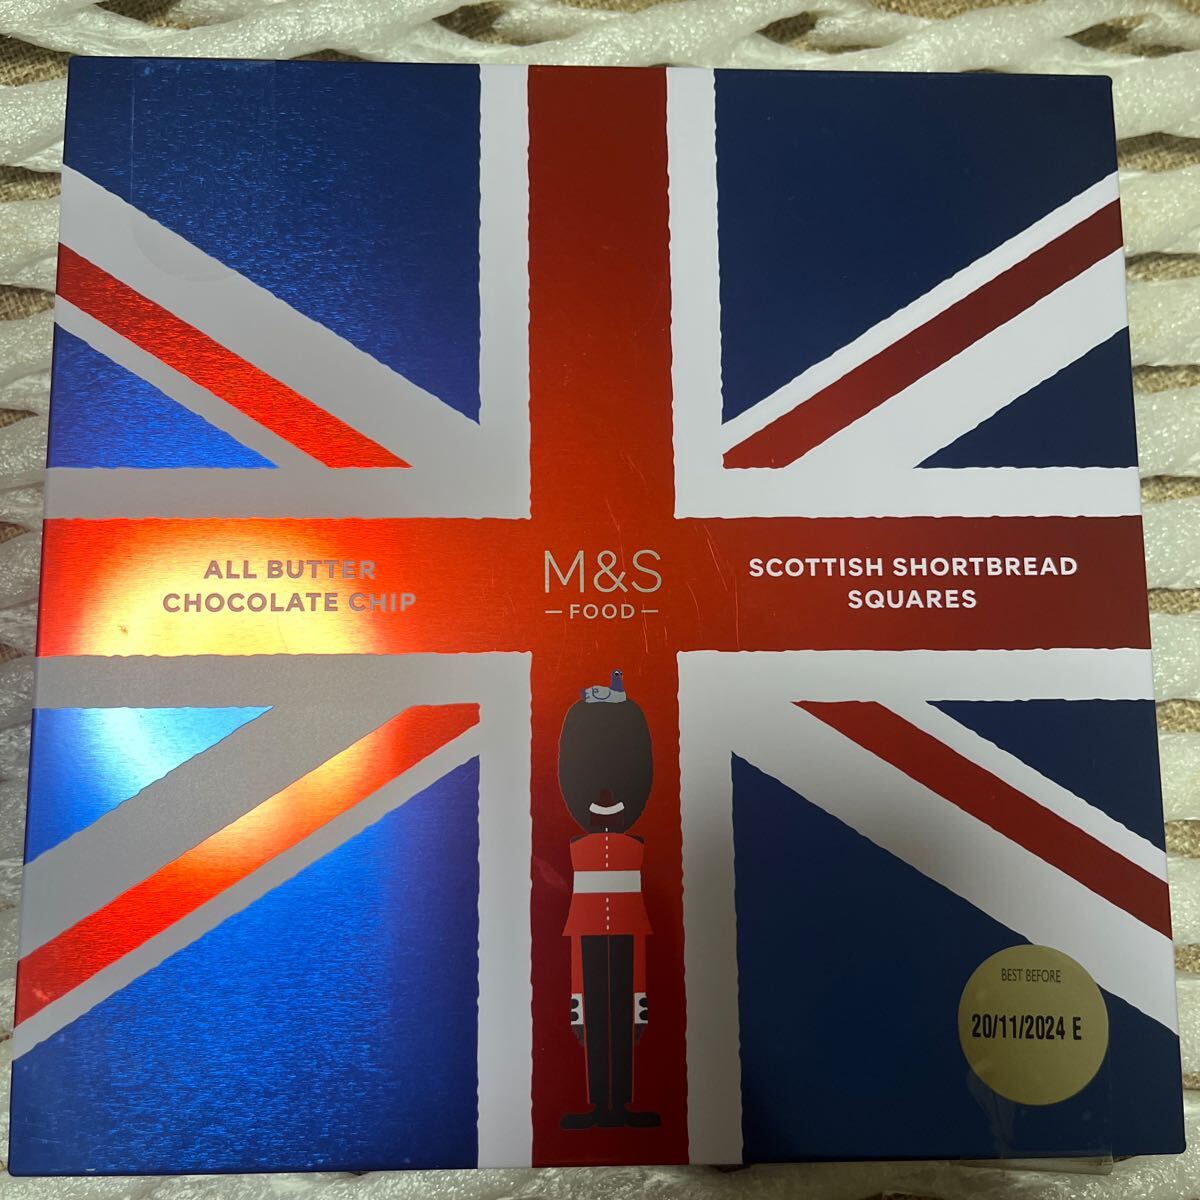 ALL BUTTER
CHOCOLATE CHIP
M&S
FOOD
SCOTTISH SHORTBREAD
SQUARES
BEST BEFORE
20/11/2024 E